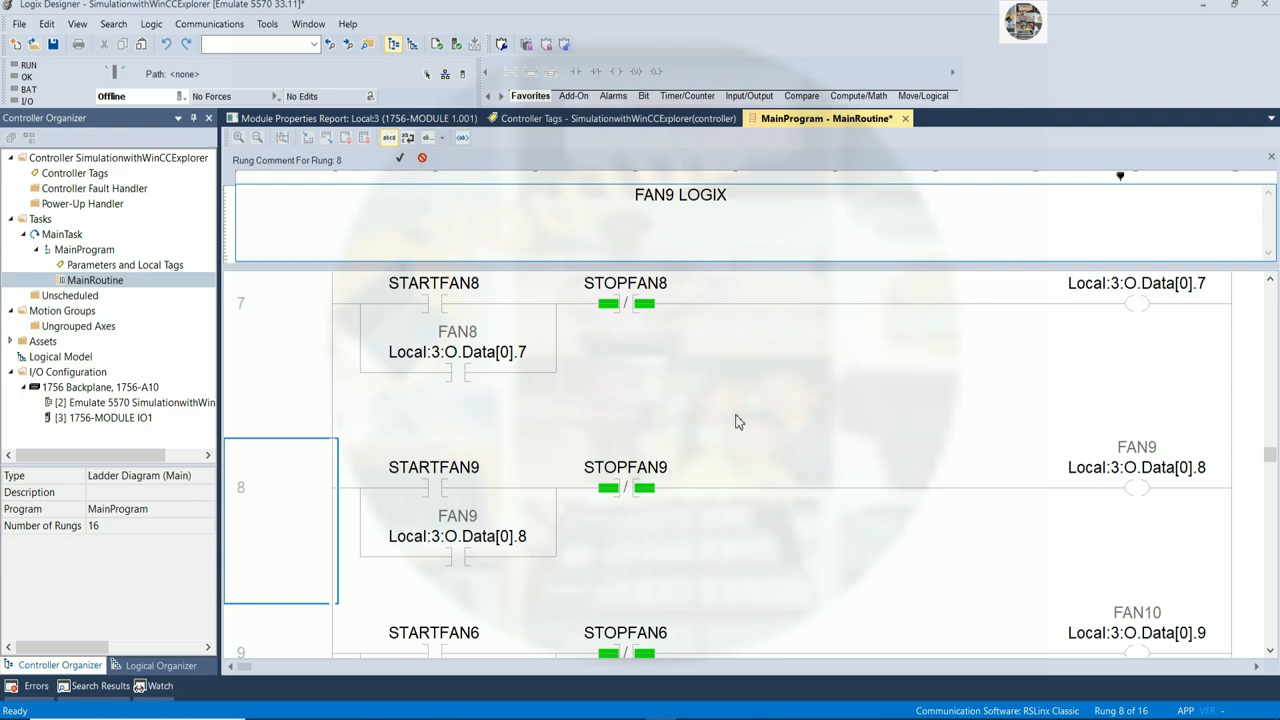 Logix Designer - SimulationwithWinCCExplorer [Emulate 5570 33.11]*
File Edit View Search Logic Communications Tools Window Help
RUN
OK
BAT
I/O
Path: <none>
Offline
No Forces
No Edits
Favorites Add-On Alarms Bit Timer/Counter Input/Output Compare Compute/Math Move/Logical
Controller Organizer
Module Properties Report: Local:3 (1756-MODULE 1.001)
Controller Tags - SimulationwithWinCCExplorer(controller)
MainProgram - MainRoutine*
Rung Comment For Rung: 8
FAN9 LOGIX
Controller SimulationwithWinCCExplorer
Controller Tags
Controller Fault Handler
Power-Up Handler
Tasks
MainTask
MainProgram
Parameters and Local Tags
MainRoutine
Unscheduled
Motion Groups
Ungrouped Axes
Assets
Logical Model
I/O Configuration
1756 Backplane, 1756-A10
[2] Emulate 5570 SimulationwithWin
[3] 1756-MODULE IO1
Type Ladder Diagram (Main)
Description
Program MainProgram
Number of Rungs 16
STARTFAN8 STOPFAN8 Local:3:O.Data[0].7
7
FAN8
Local:3:O.Data[0].7
FAN9
STARTFAN9 STOPFAN9 Local:3:O.Data[0].8
8
FAN9
Local:3:O.Data[0].8
FAN10
STARTFAN6 STOPFAN6 Local:3:O.Data[0].9
9
Controller Organizer Logical Organizer
Errors Search Results Watch
Ready
Communication Software: RSLinx Classic Rung 8 of 16 APP VER -